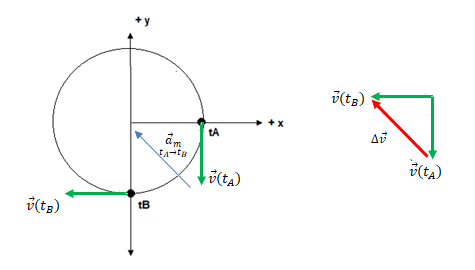 + y
+ x
tA
a⃗ₘ
tA→tB
v⃗(tA)
v⃗(tB)
tB
v⃗(tB)
Δv⃗
v⃗(tA)